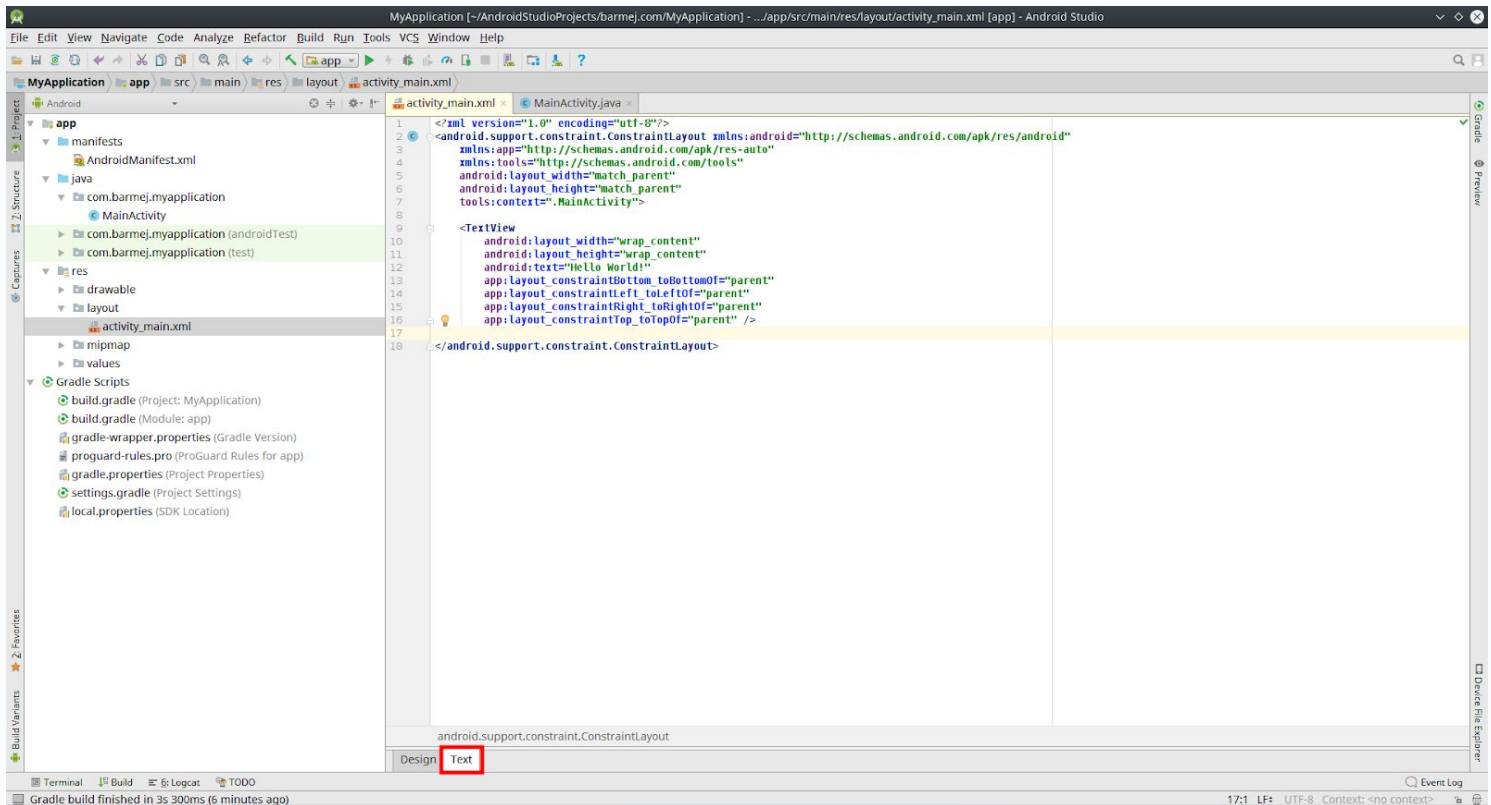 MyApplication [~/AndroidStudioProjects/barmej.com/MyApplication] - .../app/src/main/res/layout/activity_main.xml [app] - Android Studio
File Edit View Navigate Code Analyze Refactor Build Run Tools VCS Window Help
app
MyApplication app src main res layout activity_main.xml
Android
activity_main.xml MainActivity.java
1: Project
7: Structure
Captures
2: Favorites
Build Variants
app
manifests
AndroidManifest.xml
java
com.barmej.myapplication
MainActivity
com.barmej.myapplication (androidTest)
com.barmej.myapplication (test)
res
drawable
layout
activity_main.xml
mipmap
values
Gradle Scripts
build.gradle (Project: MyApplication)
build.gradle (Module: app)
gradle-wrapper.properties (Gradle Version)
proguard-rules.pro (ProGuard Rules for app)
gradle.properties (Project Properties)
settings.gradle (Project Settings)
local.properties (SDK Location)
1 <?xml version="1.0" encoding="utf-8"?>
2 <android.support.constraint.ConstraintLayout xmlns:android="http://schemas.android.com/apk/res/android"
3 xmlns:app="http://schemas.android.com/apk/res-auto"
4 xmlns:tools="http://schemas.android.com/tools"
5 android:layout_width="match_parent"
6 android:layout_height="match_parent"
7 tools:context=".MainActivity">
8
9 <TextView
10 android:layout_width="wrap_content"
11 android:layout_height="wrap_content"
12 android:text="Hello World!"
13 app:layout_constraintBottom_toBottomOf="parent"
14 app:layout_constraintLeft_toLeftOf="parent"
15 app:layout_constraintRight_toRightOf="parent"
16 app:layout_constraintTop_toTopOf="parent" />
17
18 </android.support.constraint.ConstraintLayout>
android.support.constraint.ConstraintLayout
Design Text
Gradle
Preview
Device File Explorer
Terminal Build 6: Logcat TODO Event Log
Gradle build finished in 3s 300ms (6 minutes ago) 17:1 LF÷ UTF-8 Context: <no context>